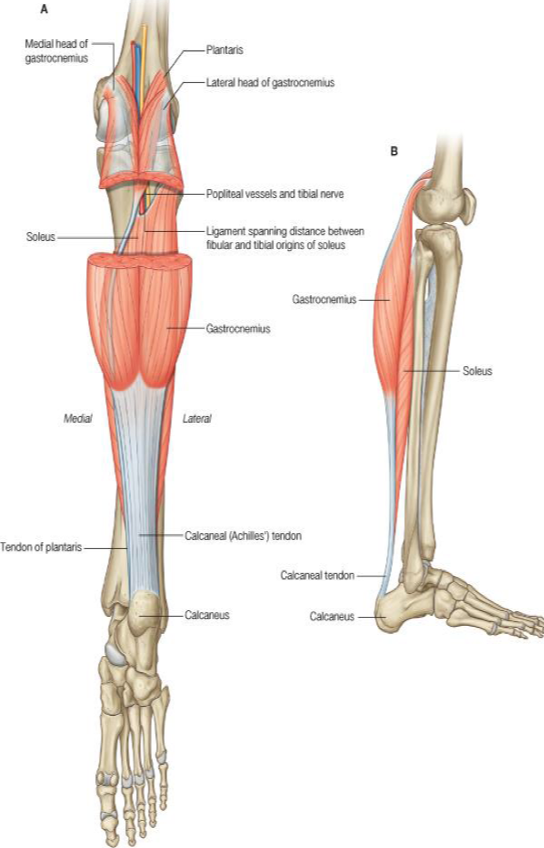 A
Medial head of
gastrocnemius
Plantaris
Lateral head of gastrocnemius
Popliteal vessels and tibial nerve
Ligament spanning distance between
fibular and tibial origins of soleus
Soleus
Gastrocnemius
Medial
Lateral
Calcaneal (Achilles’) tendon
Tendon of plantaris
Calcaneus
B
Gastrocnemius
Soleus
Calcaneal tendon
Calcaneus